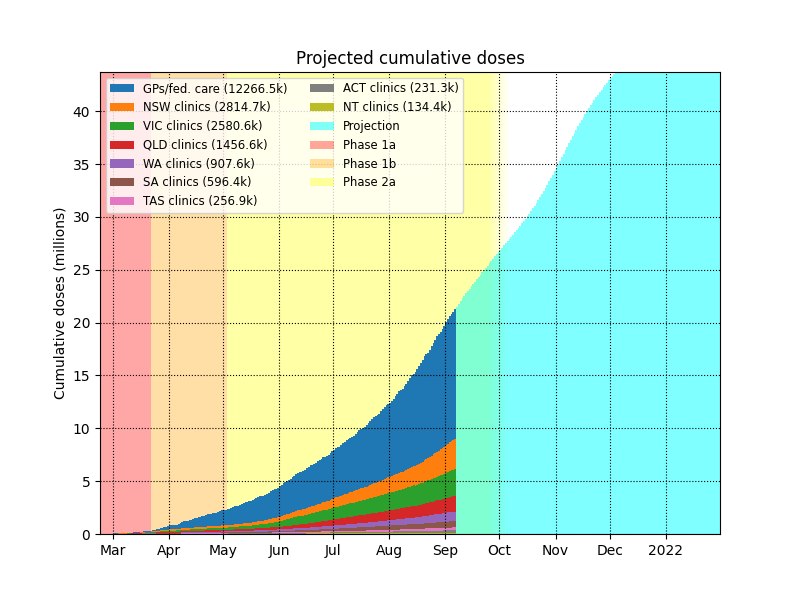 Projected cumulative doses
GPs/fed. care (12266.5k)
NSW clinics (2814.7k)
VIC clinics (2580.6k)
QLD clinics (1456.6k)
WA clinics (907.6k)
SA clinics (596.4k)
TAS clinics (256.9k)
ACT clinics (231.3k)
NT clinics (134.4k)
Projection
Phase 1a
Phase 1b
Phase 2a
Cumulative doses (millions)
40
35
30
25
20
15
10
5
0
Mar Apr May Jun Jul Aug Sep Oct Nov Dec 2022